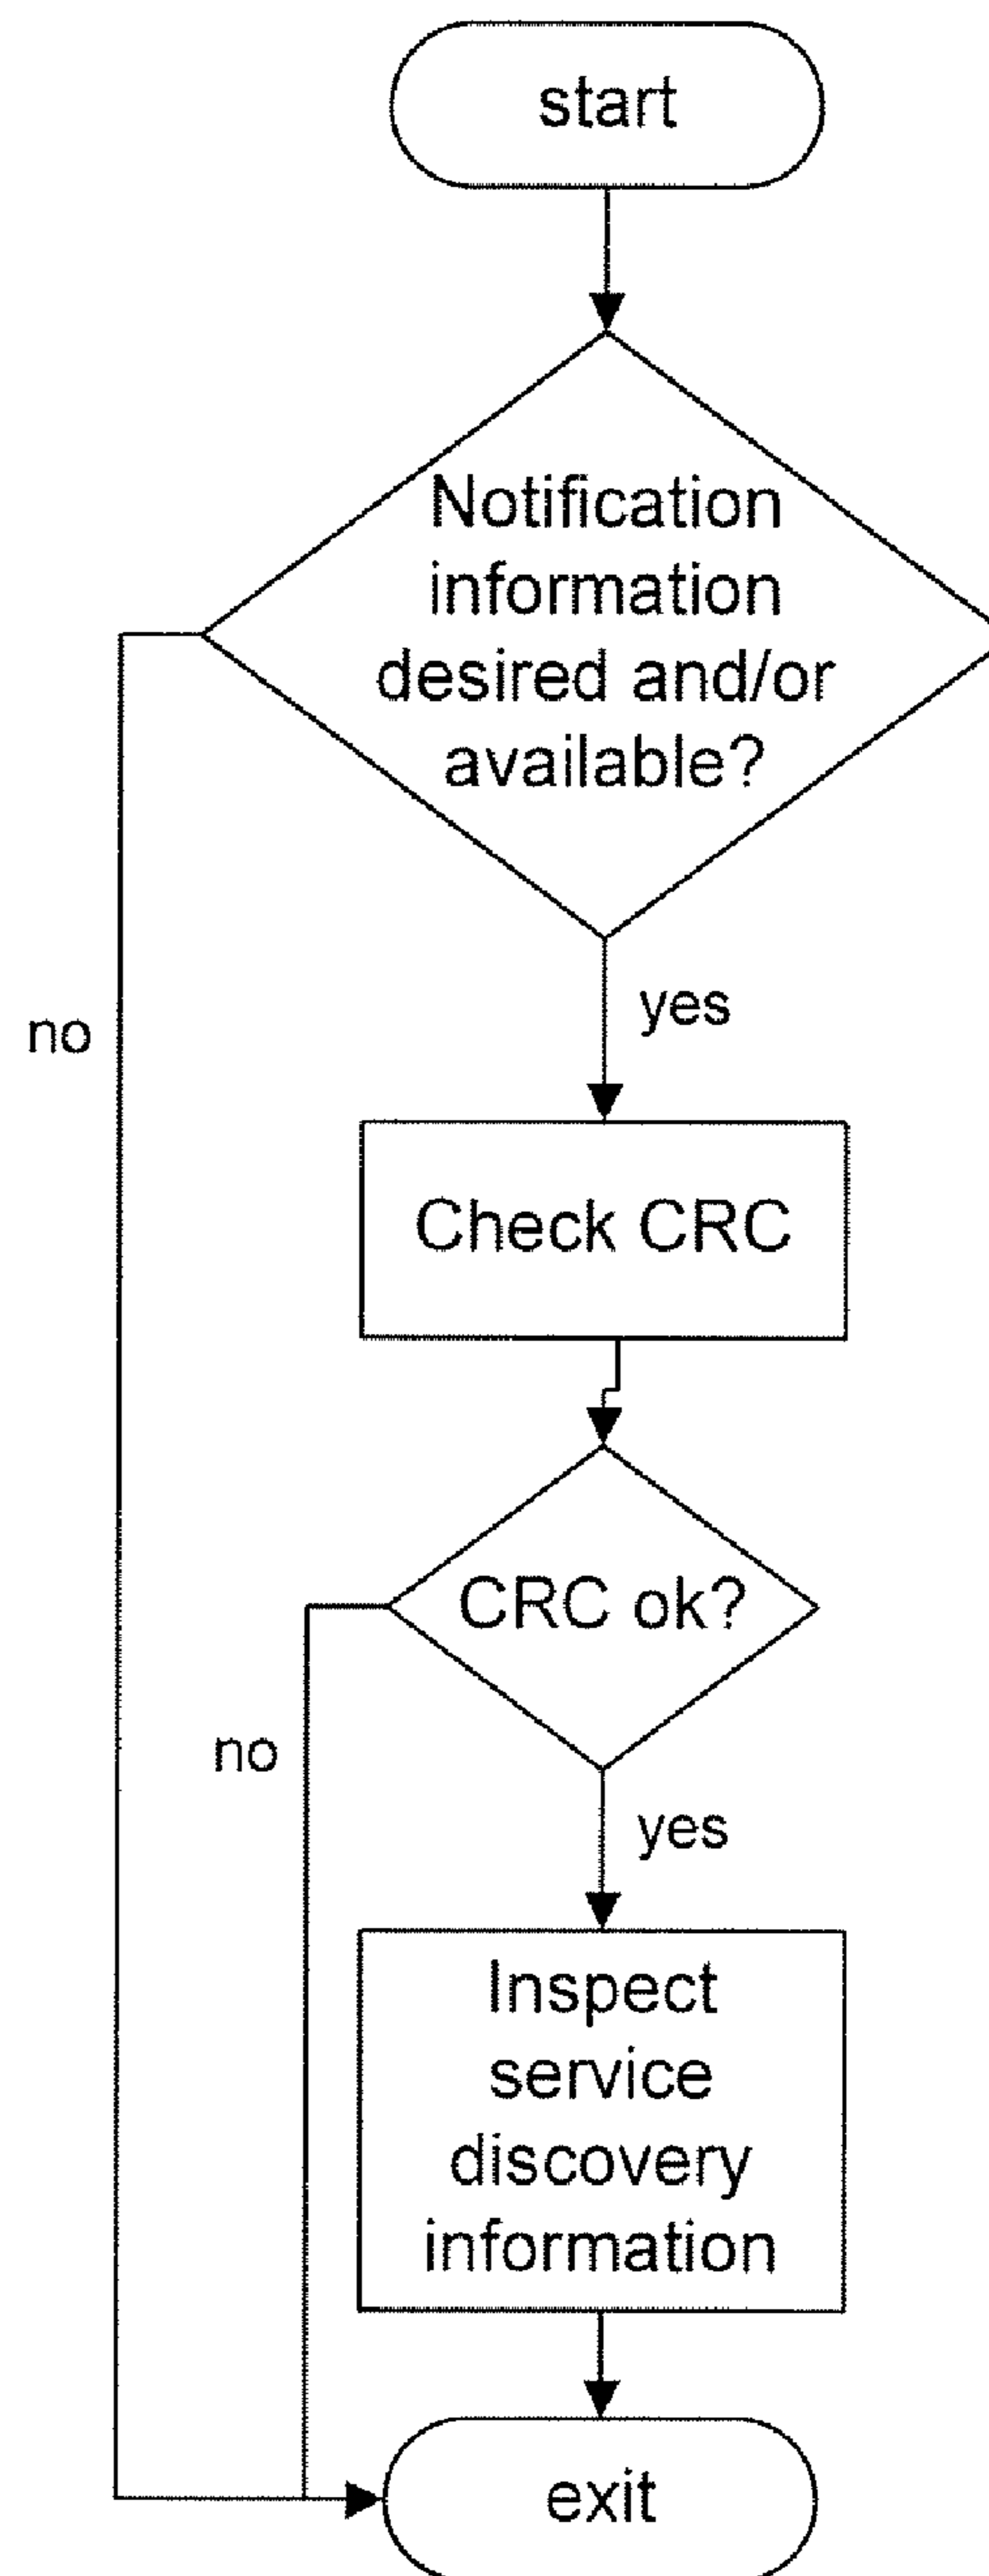 start
Notification
information
desired and/or
available?
yes
no
Check CRC
CRC ok?
no
yes
Inspect
service
discovery
information
exit